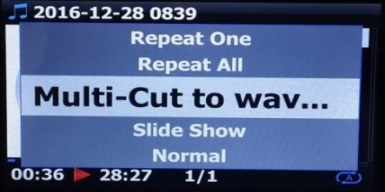 2016-12-28 0839
Repeat One
Repeat All
Multi-Cut to wav...
Slide Show
Normal
00:36 28:27 1/1
A